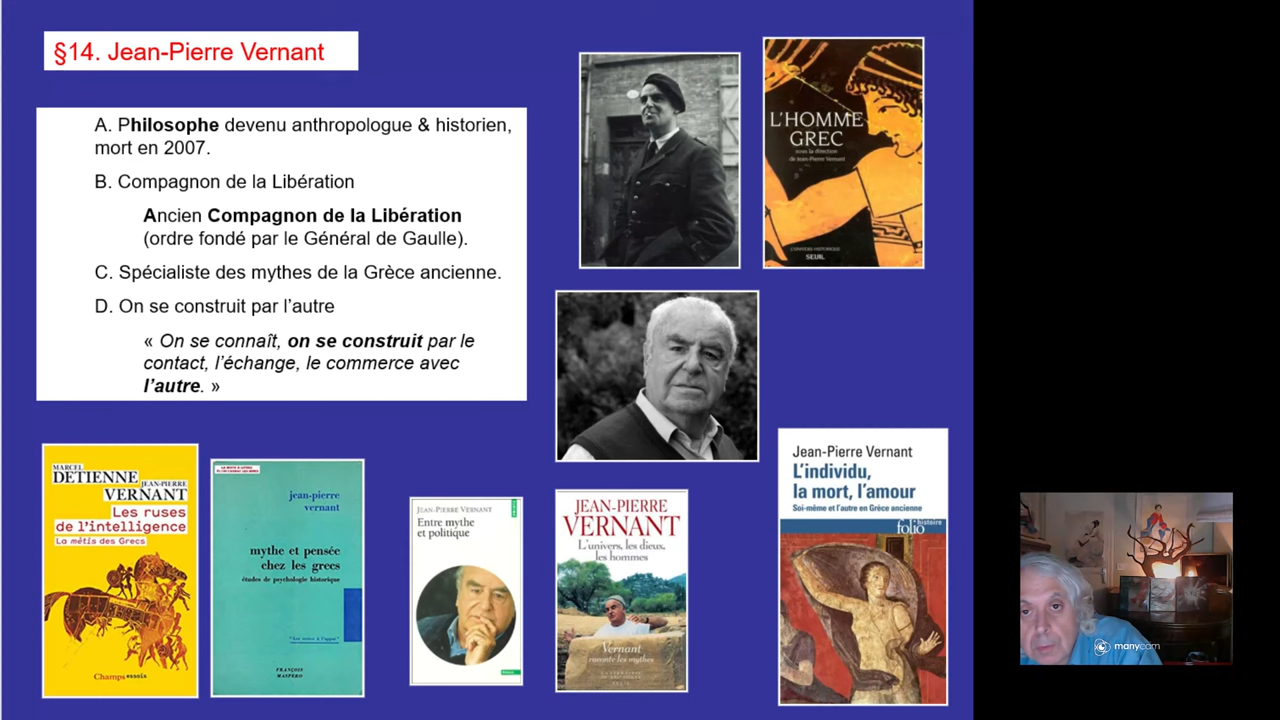 §14. Jean-Pierre Vernant
A. Philosophe devenu anthropologue & historien,
mort en 2007.
B. Compagnon de la Libération
Ancien Compagnon de la Libération
(ordre fondé par le Général de Gaulle).
C. Spécialiste des mythes de la Grèce ancienne.
D. On se construit par l’autre
« On se connaît, on se construit par le
contact, l’échange, le commerce avec
l’autre. »
L'HOMME
GREC
sous la direction
de Jean-Pierre Vernant
L'UNIVERS HISTORIQUE
SEUIL
MARCEL
DETIENNE JEAN-PIERRE
VERNANT
Les ruses
de l'intelligence
La mètis des Grecs
Champs essais
jean-pierre
vernant
mythe et pensée
chez les grecs
études de psychologie historique
FRANÇOIS
MASPERO
JEAN-PIERRE VERNANT
Entre mythe
et politique
JEAN-PIERRE
VERNANT
L'univers, les dieux,
les hommes
Vernant
raconte les mythes
SEUIL
Jean-Pierre Vernant
L'individu,
la mort, l'amour
Soi-même et l'autre en Grèce ancienne
folio histoire
manycam